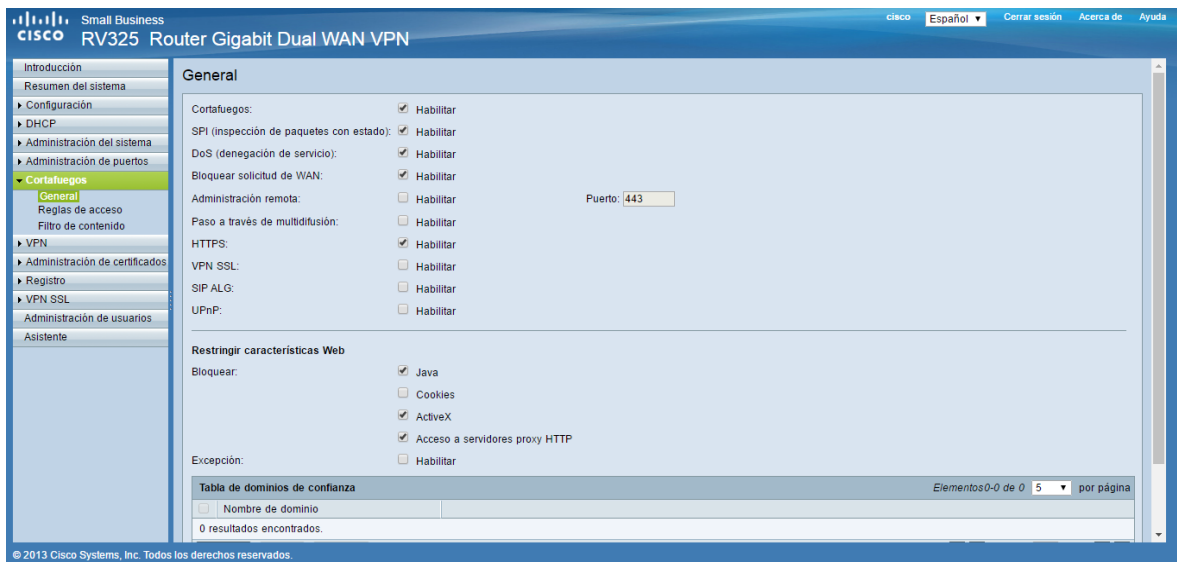 Small Business
cisco Español Cerrar sesión Acerca de Ayuda
CISCO RV325 Router Gigabit Dual WAN VPN
Introducción
Resumen del sistema
Configuración
DHCP
Administración del sistema
Administración de puertos
Cortafuegos
General
Reglas de acceso
Filtro de contenido
VPN
Administración de certificados
Registro
VPN SSL
Administración de usuarios
Asistente
General
Cortafuegos: Habilitar
SPI (inspección de paquetes con estado): Habilitar
DoS (denegación de servicio): Habilitar
Bloquear solicitud de WAN: Habilitar
Administración remota: Habilitar Puerto: 443
Paso a través de multidifusión: Habilitar
HTTPS: Habilitar
VPN SSL: Habilitar
SIP ALG: Habilitar
UPnP: Habilitar
Restringir características Web
Bloquear: Java
Cookies
ActiveX
Acceso a servidores proxy HTTP
Excepción: Habilitar
Tabla de dominios de confianza Elementos0-0 de 0 5 por página
Nombre de dominio
0 resultados encontrados.
© 2013 Cisco Systems, Inc. Todos los derechos reservados.